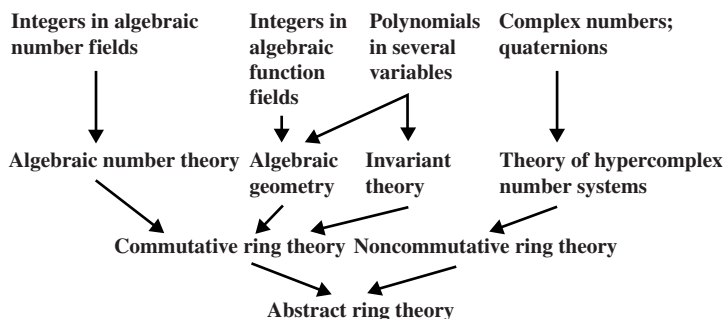 Integers in algebraic
number fields
Integers in
algebraic
function
fields
Polynomials
in several
variables
Complex numbers;
quaternions
Algebraic number theory
Algebraic
geometry
Invariant
theory
Theory of hypercomplex
number systems
Commutative ring theory
Noncommutative ring theory
Abstract ring theory